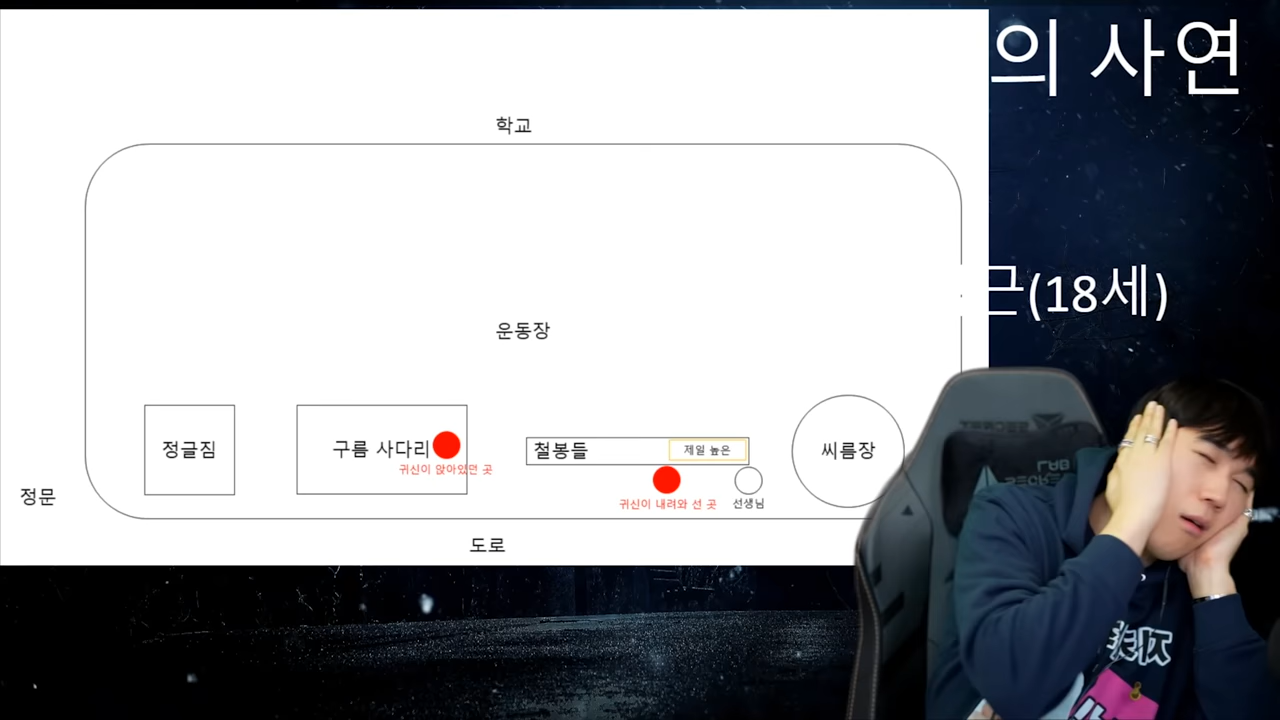 의 사연
학교
근(18세)
운동장
정글짐
구름 사다리
귀신이 앉아있던 곳
철봉들
제일 높은
씨름장
정문
귀신이 내려와 선 곳
선생님
도로